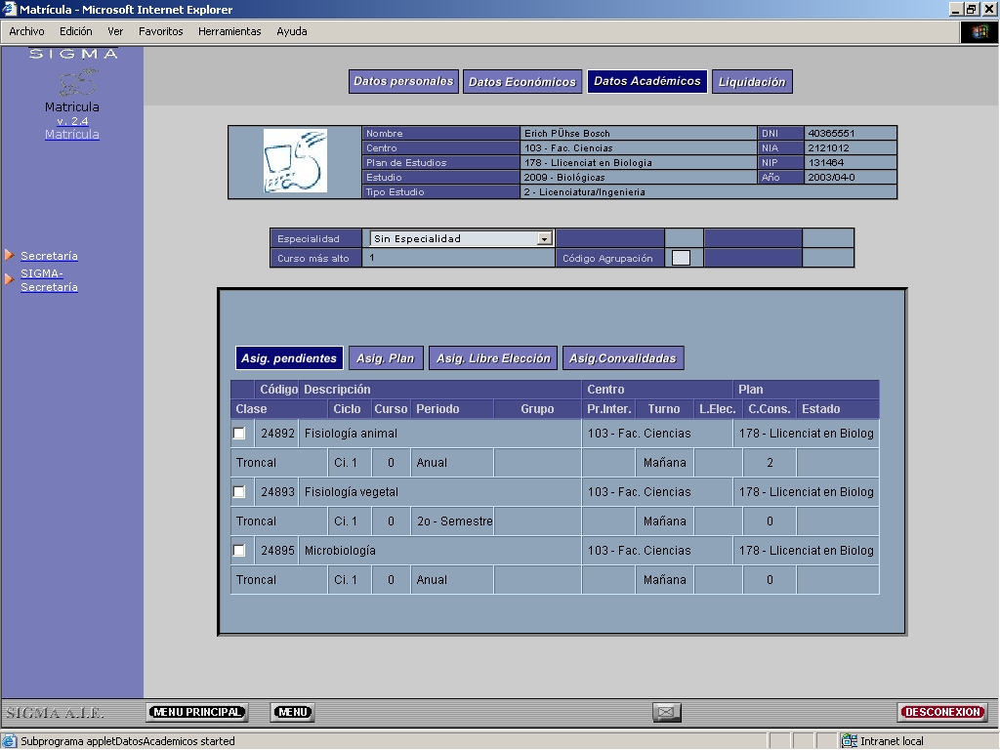 Matrícula - Microsoft Internet Explorer
Archivo Edición Ver Favoritos Herramientas Ayuda
SIGMA
Matricula
v. 2.4
Matrícula
Secretaría
SIGMA-
Secretaría
Datos personales Datos Económicos Datos Académicos Liquidación
Nombre Erich PÜhse Bosch DNI 40365551
Centro 103 - Fac. Ciencias NIA 2121012
Plan de Estudios 178 - Llicenciat en Biologia NIP 131464
Estudio 2009 - Biológicas Año 2003/04-0
Tipo Estudio 2 - Licenciatura/Ingenieria
Especialidad Sin Especialidad
Curso más alto 1 Código Agrupación
Asig. pendientes Asig. Plan Asig. Libre Elección Asig.Convalidadas
Código Descripción Centro Plan
Clase Ciclo Curso Periodo Grupo Pr.Inter. Turno L.Elec. C.Cons. Estado
24892 Fisiología animal 103 - Fac. Ciencias 178 - Llicenciat en Biolog
Troncal Ci. 1 0 Anual Mañana 2
24893 Fisiología vegetal 103 - Fac. Ciencias 178 - Llicenciat en Biolog
Troncal Ci. 1 0 2o - Semestre Mañana 0
24895 Microbiología 103 - Fac. Ciencias 178 - Llicenciat en Biolog
Troncal Ci. 1 0 Anual Mañana 0
SIGMA A.I.E. MENU PRINCIPAL MENU DESCONEXION
Subprograma appletDatosAcademicos started Intranet local